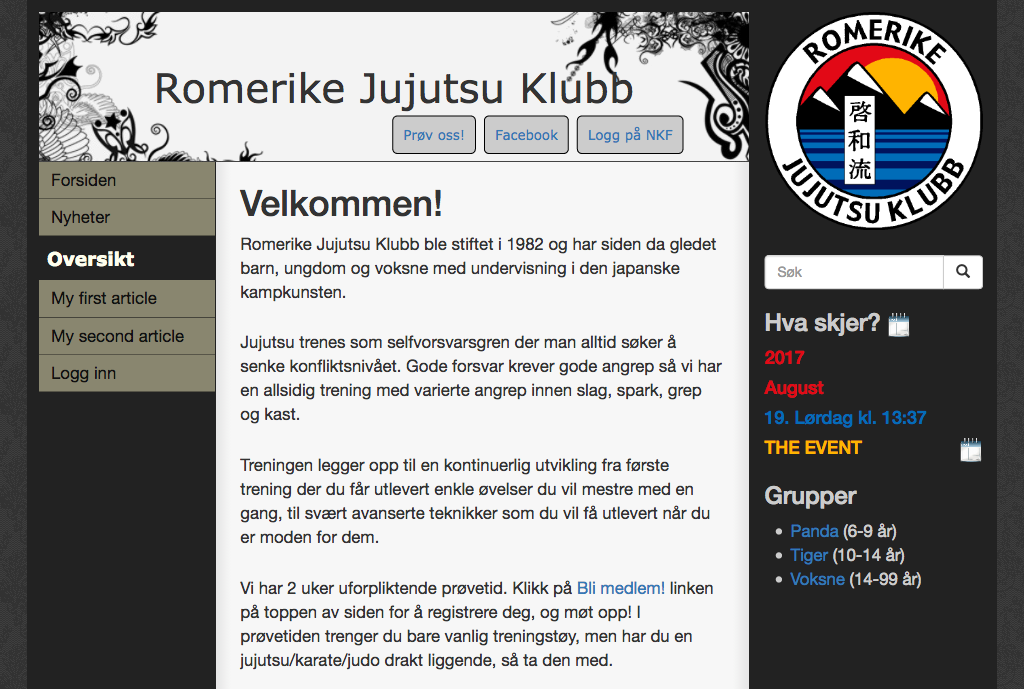 Romerike Jujutsu Klubb
Prøv oss!
Facebook
Logg på NKF
Forsiden
Nyheter
Oversikt
My first article
My second article
Logg inn
Velkommen!
Romerike Jujutsu Klubb ble stiftet i 1982 og har siden da gledet
barn, ungdom og voksne med undervisning i den japanske
kampkunsten.
Jujutsu trenes som selfvorsvarsgren der man alltid søker å
senke konfliktsnivået. Gode forsvar krever gode angrep så vi har
en allsidig trening med varierte angrep innen slag, spark, grep
og kast.
Treningen legger opp til en kontinuerlig utvikling fra første
trening der du får utlevert enkle øvelser du vil mestre med en
gang, til svært avanserte teknikker som du vil få utlevert når du
er moden for dem.
Vi har 2 uker uforpliktende prøvetid. Klikk på Bli medlem! linken
på toppen av siden for å registrere deg, og møt opp! I
prøvetiden trenger du bare vanlig treningstøy, men har du en
jujutsu/karate/judo drakt liggende, så ta den med.
ROMERIKE
啓和流
JUJUTSU KLUBB
Søk
Hva skjer?
2017
August
19. Lørdag kl. 13:37
THE EVENT
Grupper
Panda (6-9 år)
Tiger (10-14 år)
Voksne (14-99 år)